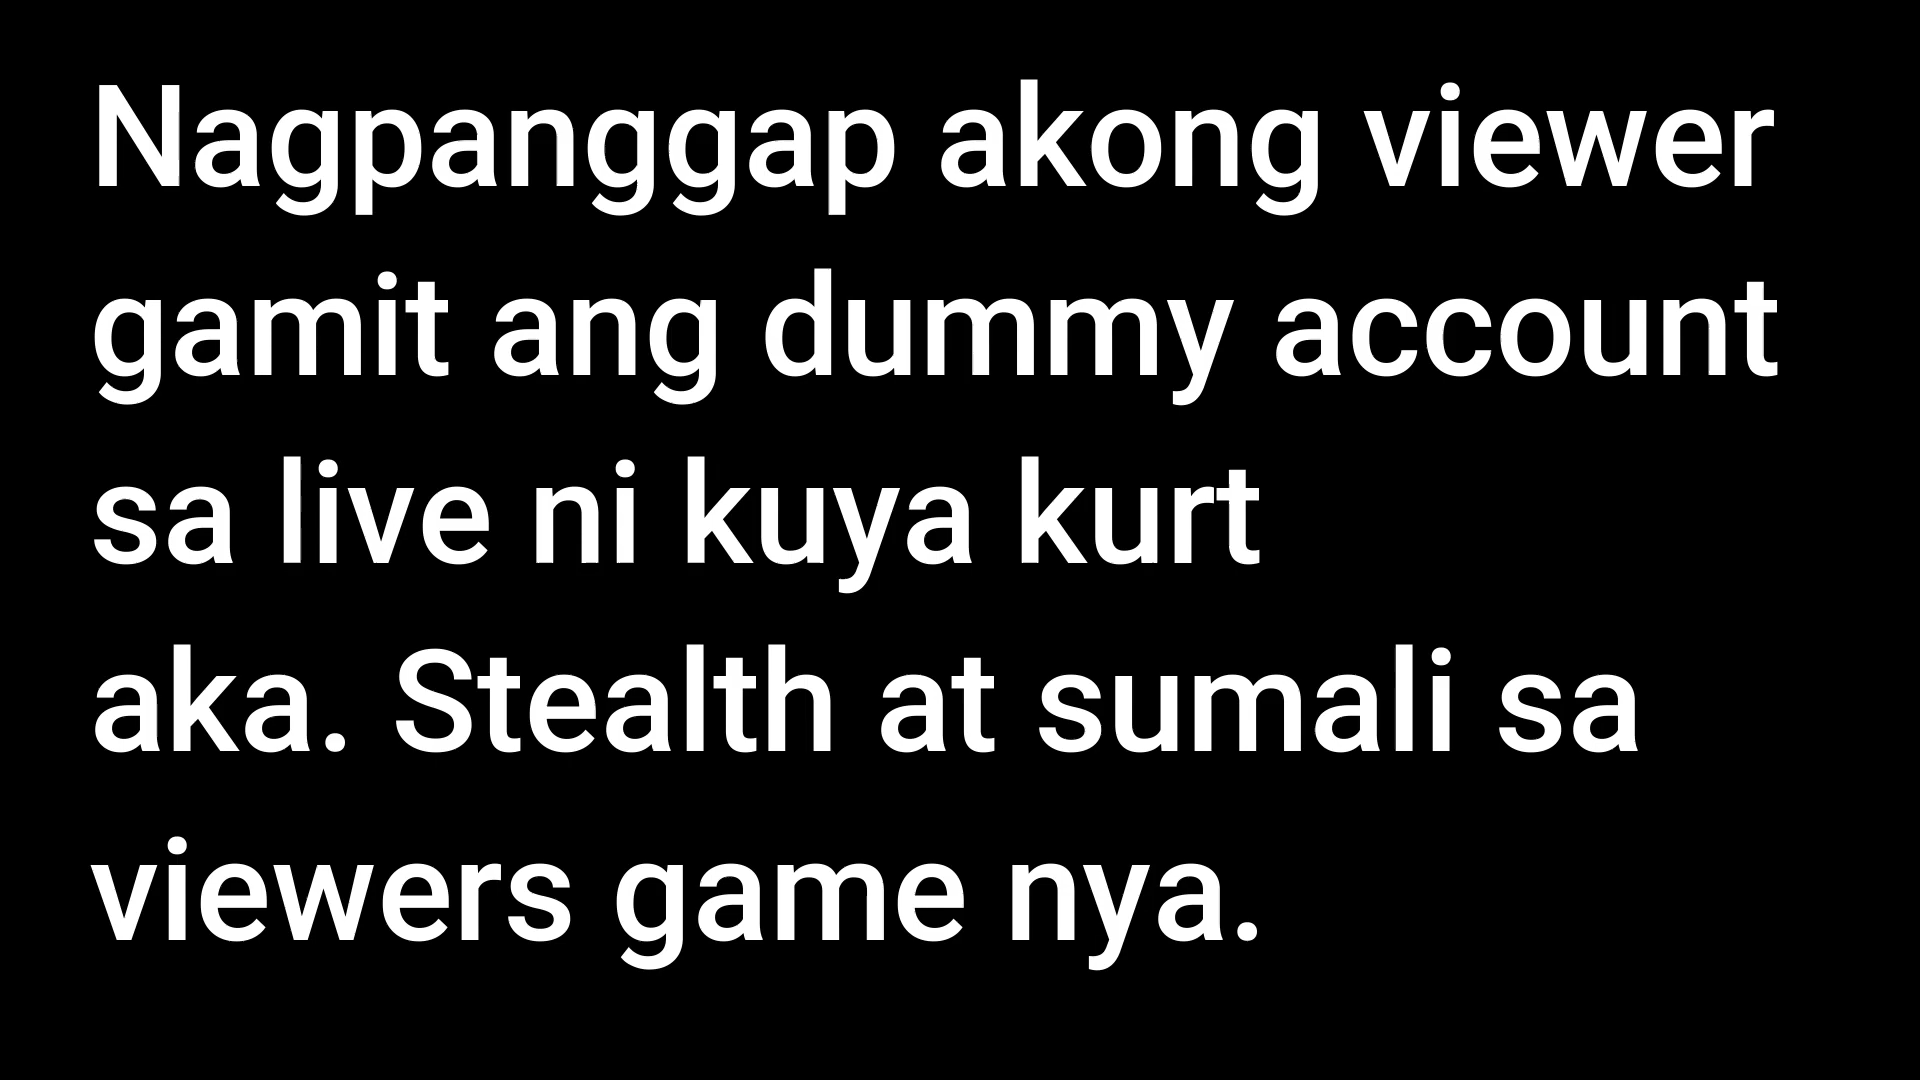 Nagpanggap akong viewer
gamit ang dummy account
sa live ni kuya kurt
aka. Stealth at sumali sa
viewers game nya.